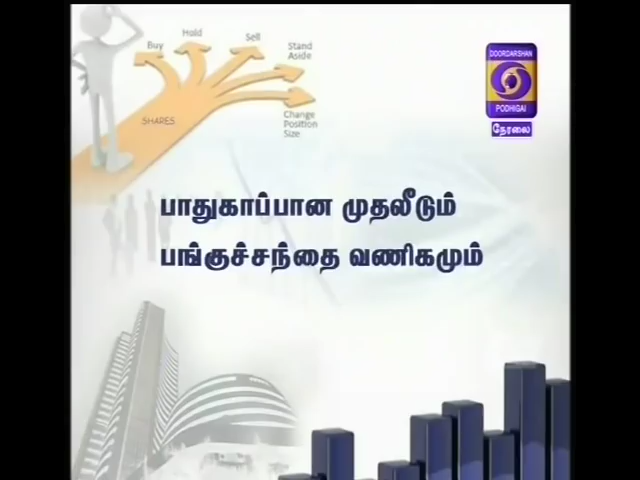 Buy
Hold
Sell
Stand
Aside
Change
Position
Size
SHARES
DOORDARSHAN
PODHIGAI
நேரலை
பாதுகாப்பான முதலீடும்
பங்குச்சந்தை வணிகமும்